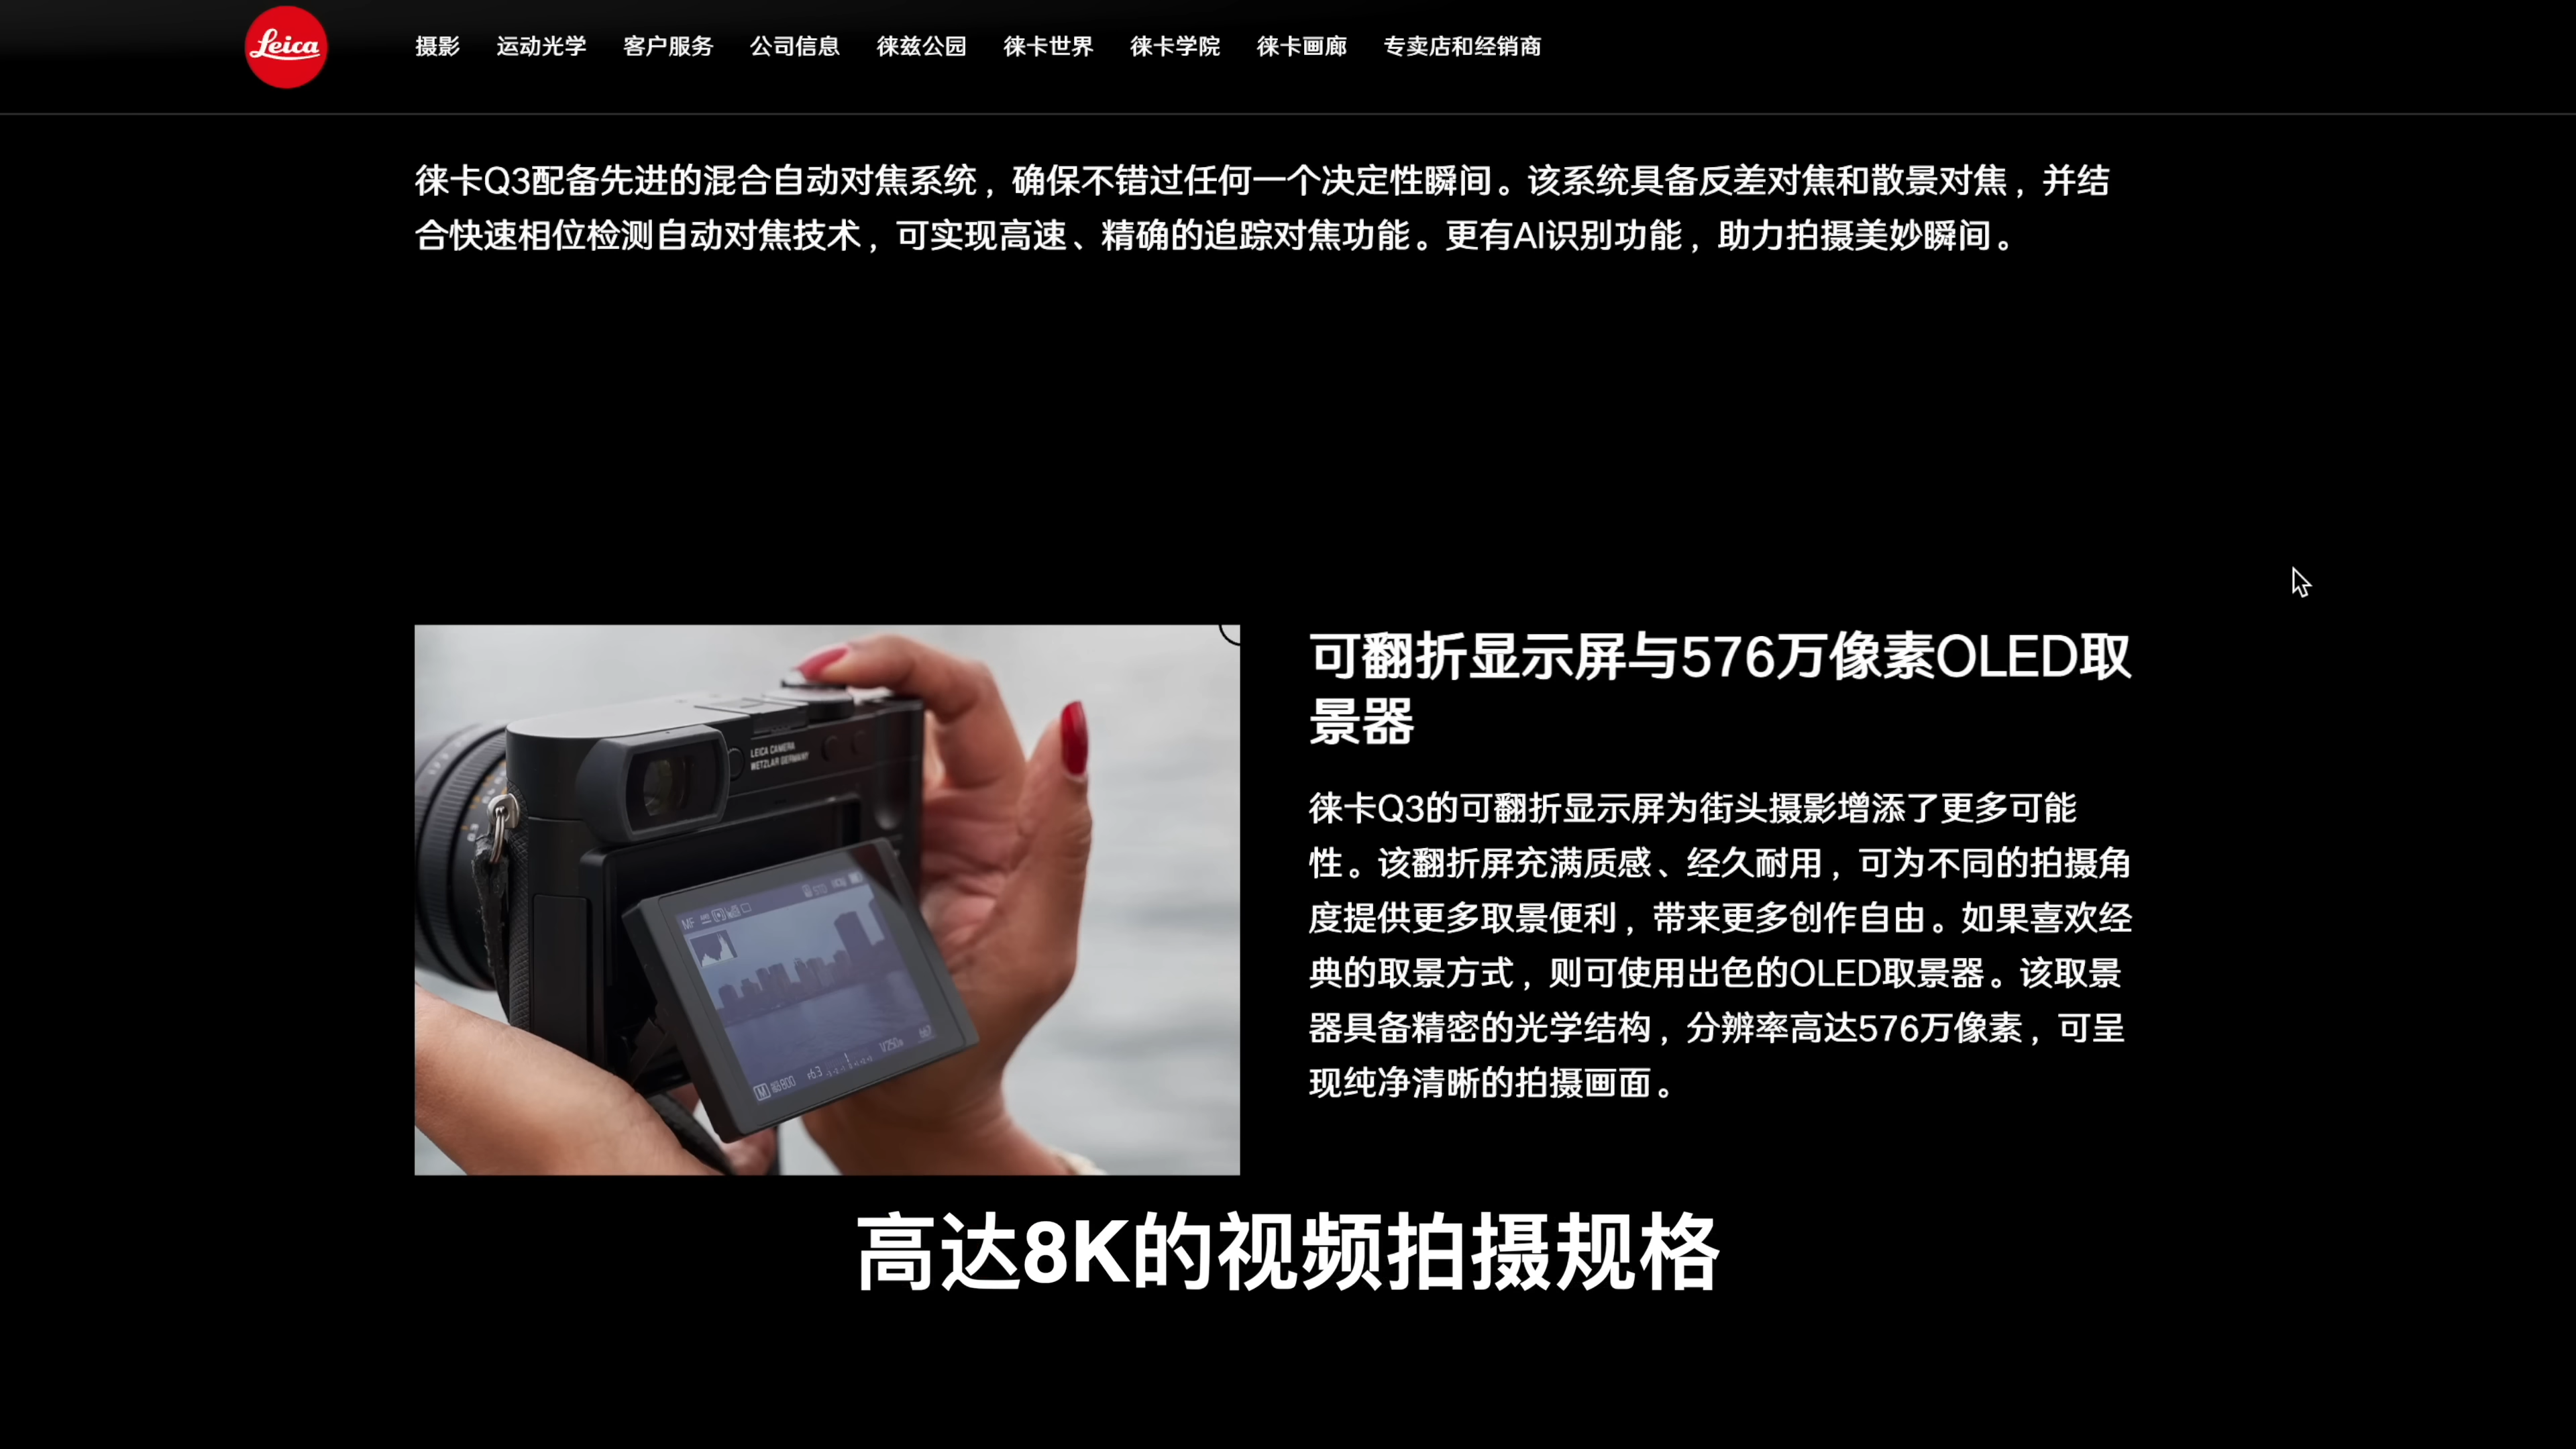 Leica
摄影 运动光学 客户服务 公司信息 徕兹公园 徕卡世界 徕卡学院 徕卡画廊 专卖店和经销商
徕卡Q3配备先进的混合自动对焦系统，确保不错过任何一个决定性瞬间。该系统具备反差对焦和散景对焦，并结
合快速相位检测自动对焦技术，可实现高速、精确的追踪对焦功能。更有AI识别功能，助力拍摄美妙瞬间。
LEICA CAMERA
WETZLAR GERMANY
MF
STD
1/250s
667
M ISO 800 f6.3
可翻折显示屏与576万像素OLED取
景器
徕卡Q3的可翻折显示屏为街头摄影增添了更多可能
性。该翻折屏充满质感、经久耐用，可为不同的拍摄角
度提供更多取景便利，带来更多创作自由。如果喜欢经
典的取景方式，则可使用出色的OLED取景器。该取景
器具备精密的光学结构，分辨率高达576万像素，可呈
现纯净清晰的拍摄画面。
高达8K的视频拍摄规格